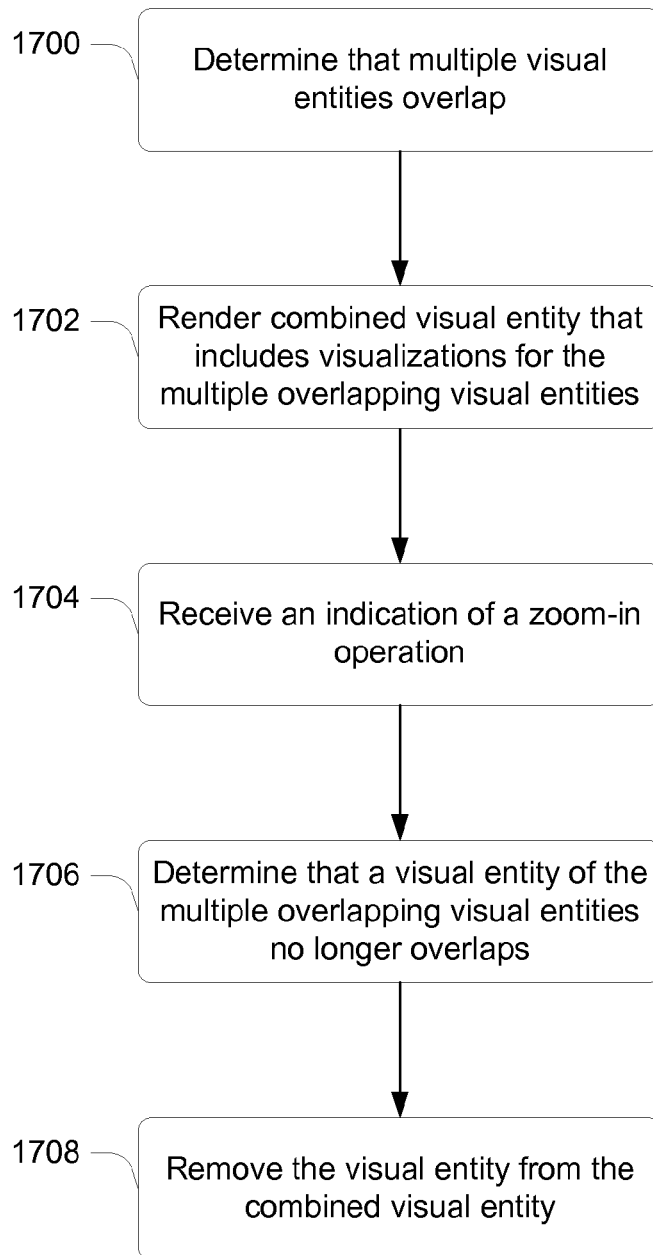 1700
Determine that multiple visual
entities overlap
1702
Render combined visual entity that
includes visualizations for the
multiple overlapping visual entities
1704
Receive an indication of a zoom-in
operation
1706
Determine that a visual entity of the
multiple overlapping visual entities
no longer overlaps
1708
Remove the visual entity from the
combined visual entity